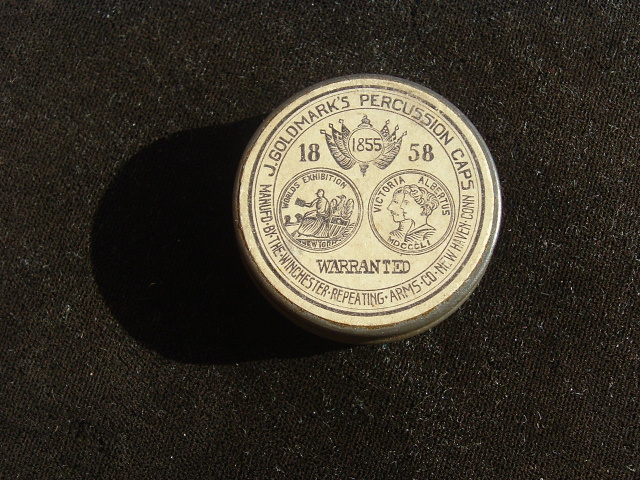 J. GOLDMARK'S PERCUSSION CAPS
1855
18 58
WORLDS EXHIBITION
NEW YORK
VICTORIA ALBERTUS
MDCCCLI
WARRANTED
MANUF'D·BY·THE·WINCHESTER·REPEATING·ARMS·CO·NEW HAVEN CONN